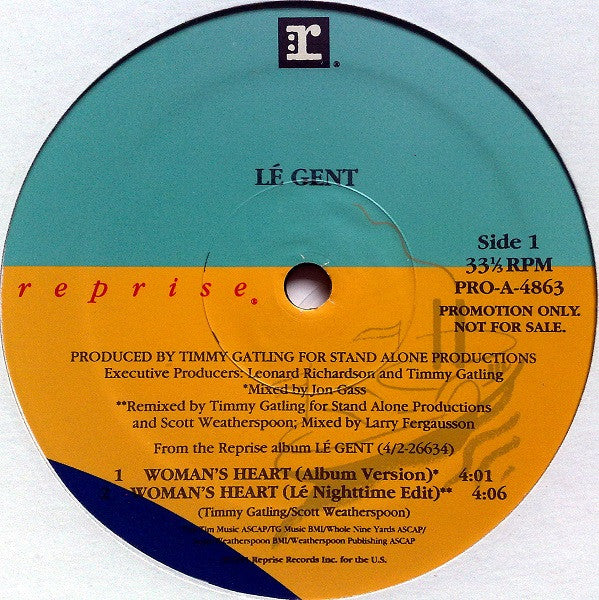 r
LÉ GENT
Side 1
33⅓ RPM
PRO-A-4863
reprise
PROMOTION ONLY.
NOT FOR SALE.
PRODUCED BY TIMMY GATLING FOR STAND ALONE PRODUCTIONS
Executive Producers: Leonard Richardson and Timmy Gatling
*Mixed by Jon Gass
**Remixed by Timmy Gatling for Stand Alone Productions
and Scott Weatherspoon; Mixed by Larry Fergausson
From the Reprise album LÉ GENT (4/2-26634)
1 WOMAN'S HEART (Album Version)* 4:01
2 WOMAN'S HEART (Lé Nighttime Edit)** 4:06
(Timmy Gatling/Scott Weatherspoon)
Music ASCAP/TG Music BMI/Whole Nine Yards ASCAP/
Weatherspoon BMI/Weatherspoon Publishing ASCAP
Reprise Records Inc. for the U.S.